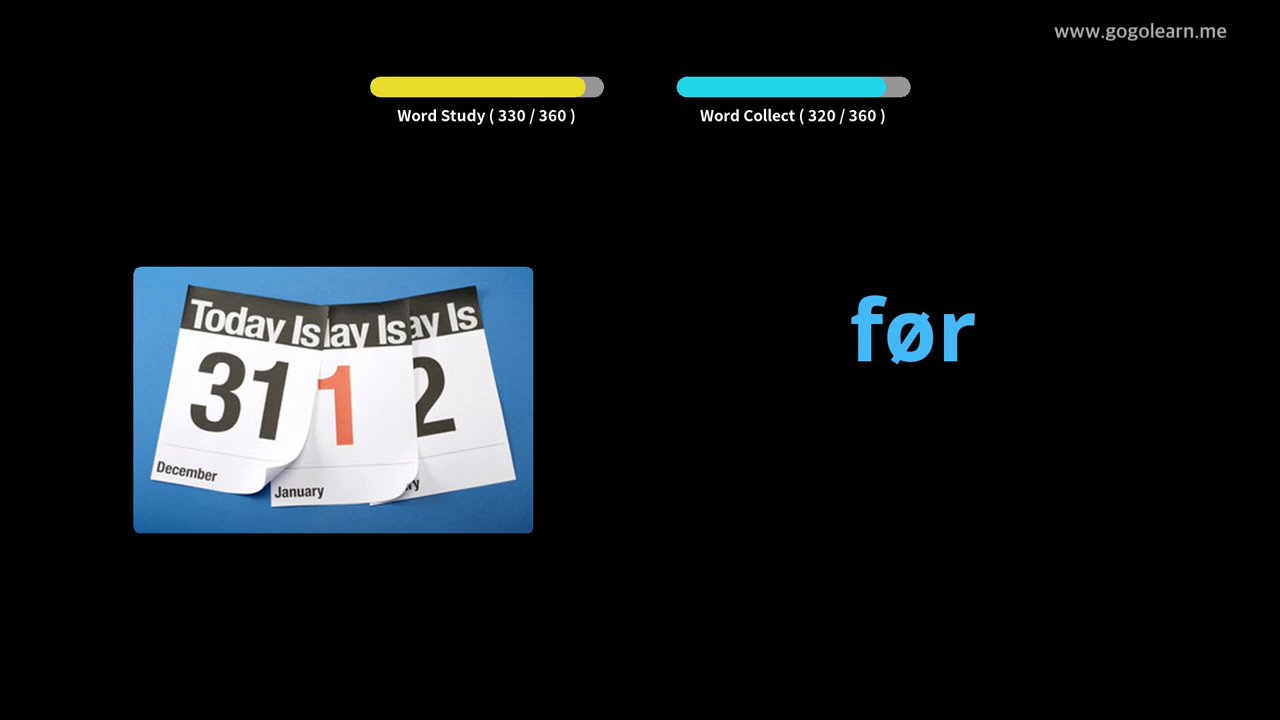 www.gogolearn.me
Word Study ( 330 / 360 )
Word Collect ( 320 / 360 )
før
Today Is
ay Is
ay Is
31
1
2
December
January
ry